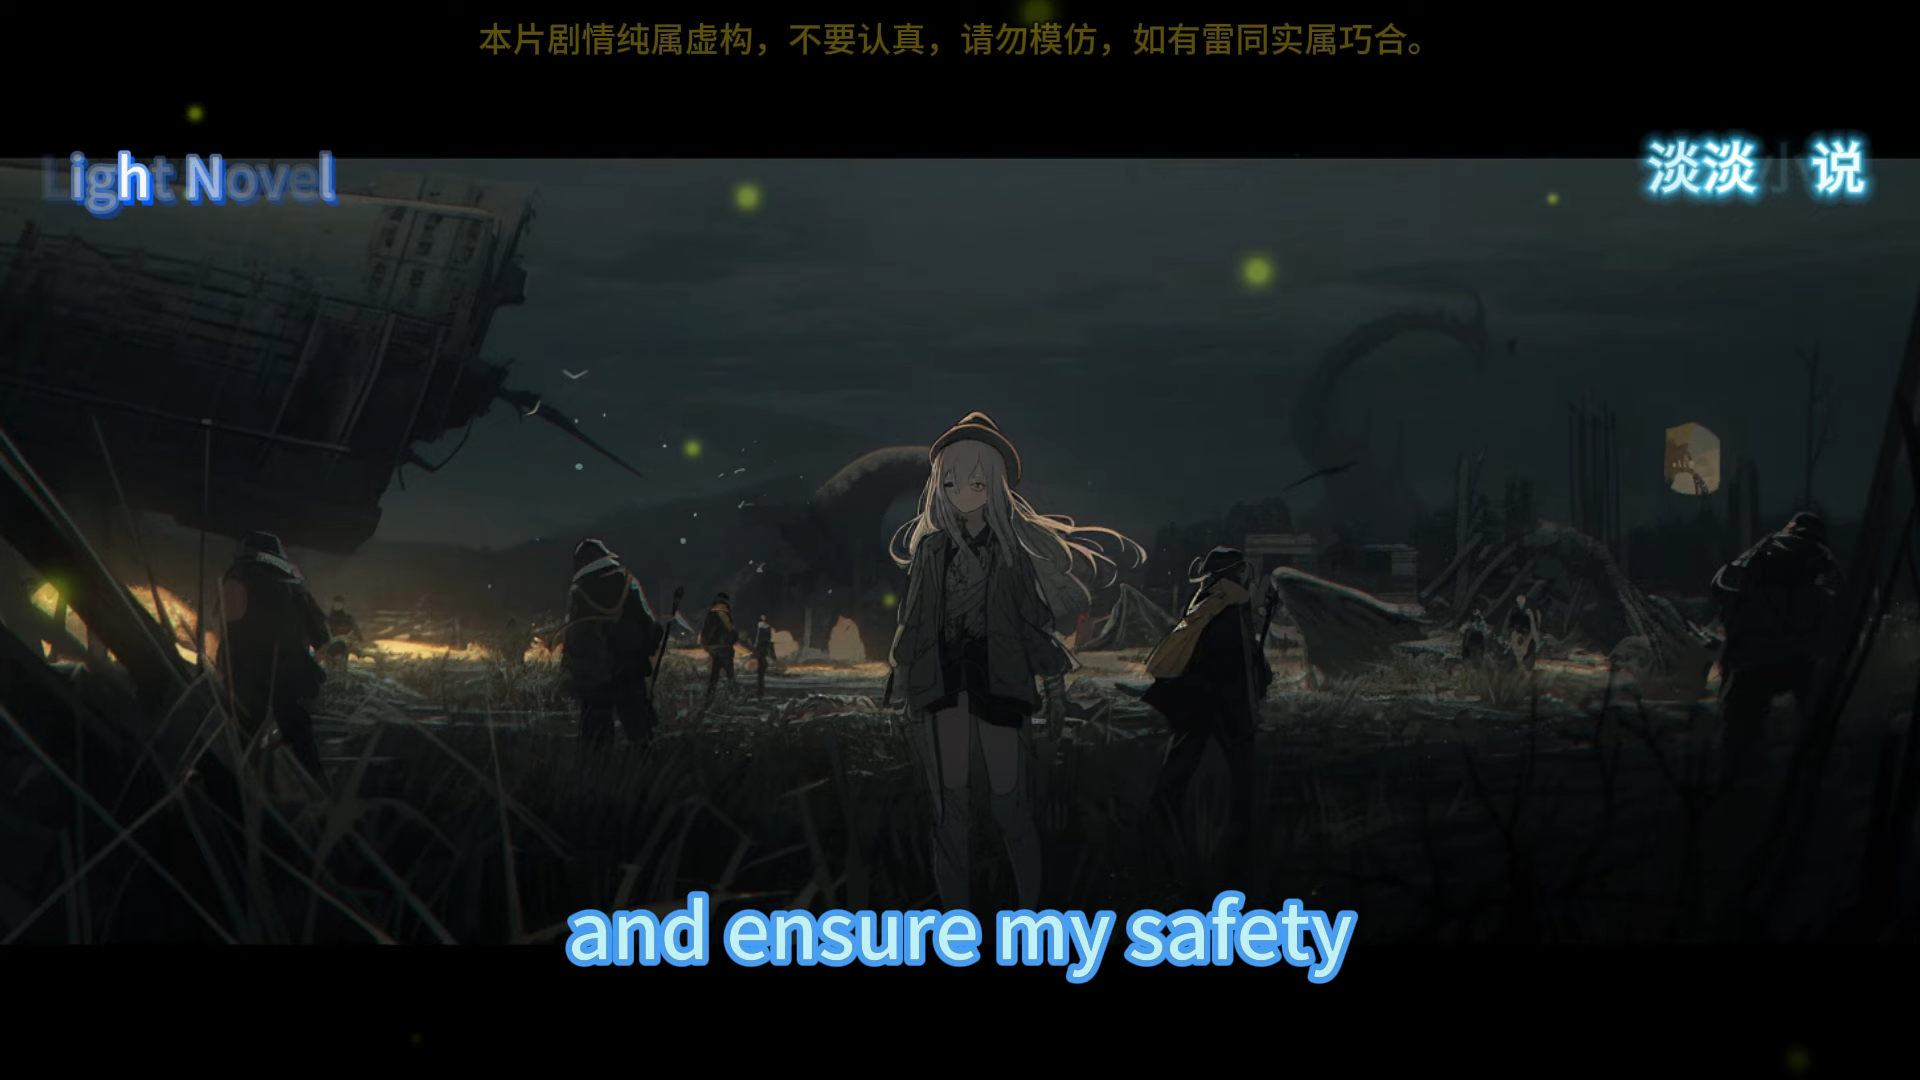 本片剧情纯属虚构，不要认真，请勿模仿，如有雷同实属巧合。
Light Novel
淡淡小说
and ensure my safety